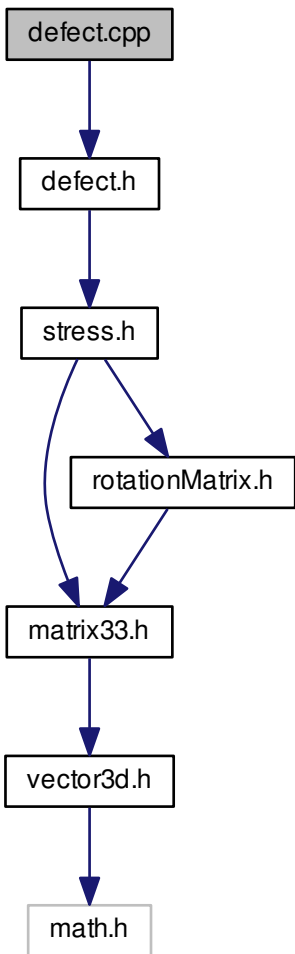 defect.cpp
defect.h
stress.h
rotationMatrix.h
matrix33.h
vector3d.h
math.h